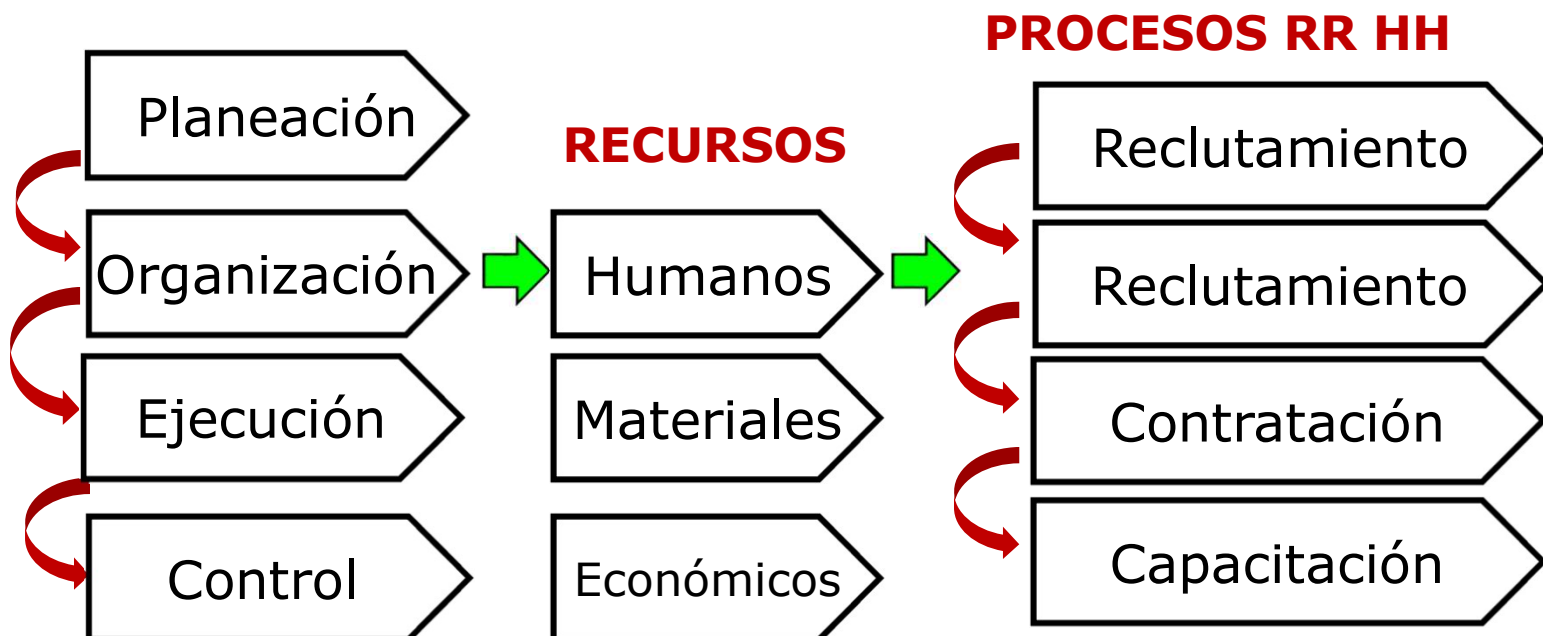 Planeación
Organización
Ejecución
Control
RECURSOS
Humanos
Materiales
Económicos
PROCESOS RR HH
Reclutamiento
Reclutamiento
Contratación
Capacitación